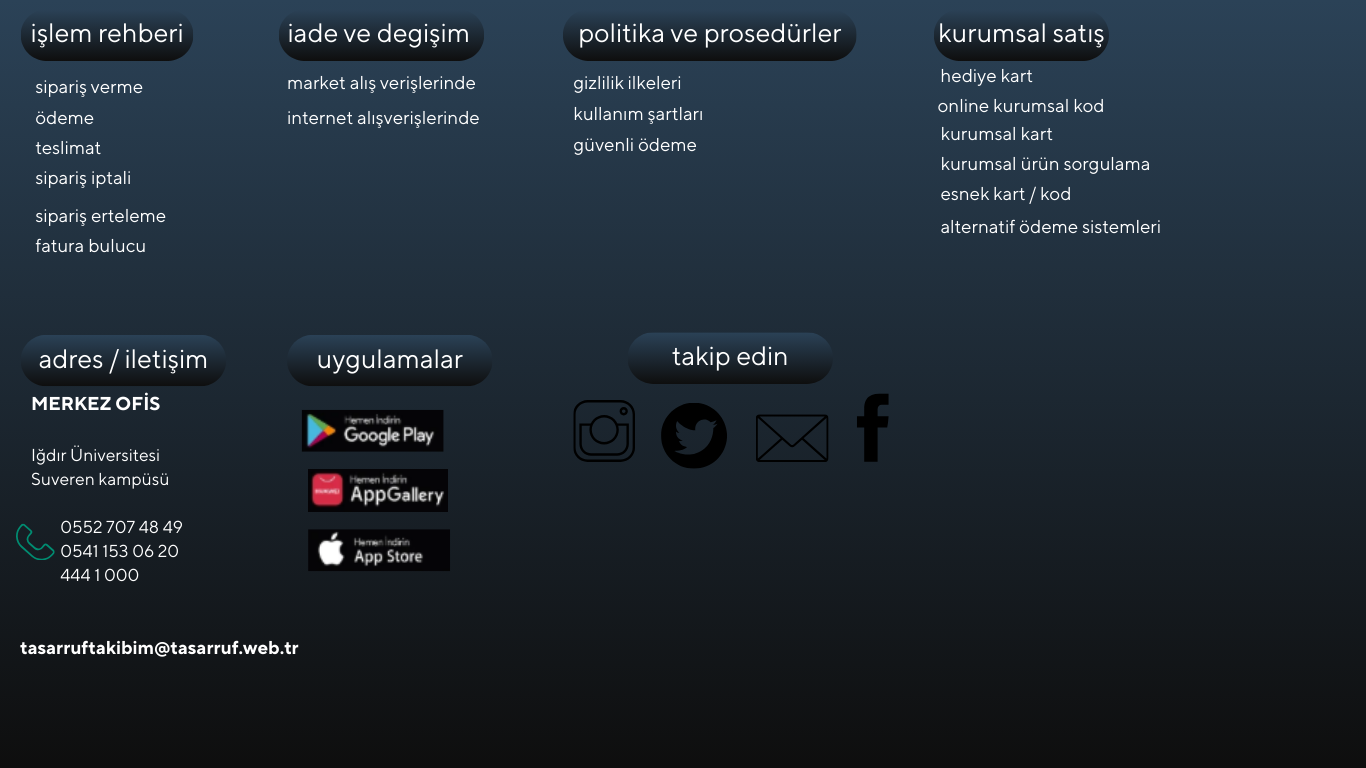 işlem rehberi
sipariş verme
ödeme
teslimat
sipariş iptali
sipariş erteleme
fatura bulucu
iade ve degişim
market alış verişlerinde
internet alışverişlerinde
politika ve prosedürler
gizlilik ilkeleri
kullanım şartları
güvenli ödeme
kurumsal satış
hediye kart
online kurumsal kod
kurumsal kart
kurumsal ürün sorgulama
esnek kart / kod
alternatif ödeme sistemleri
adres / iletişim
MERKEZ OFİS
Iğdır Üniversitesi
Suveren kampüsü
0552 707 48 49
0541 153 06 20
444 1 000
tasarruftakibim@tasarruf.web.tr
uygulamalar
Hemen İndirin
Google Play
Hemen İndirin
AppGallery
Hemen İndirin
App Store
takip edin